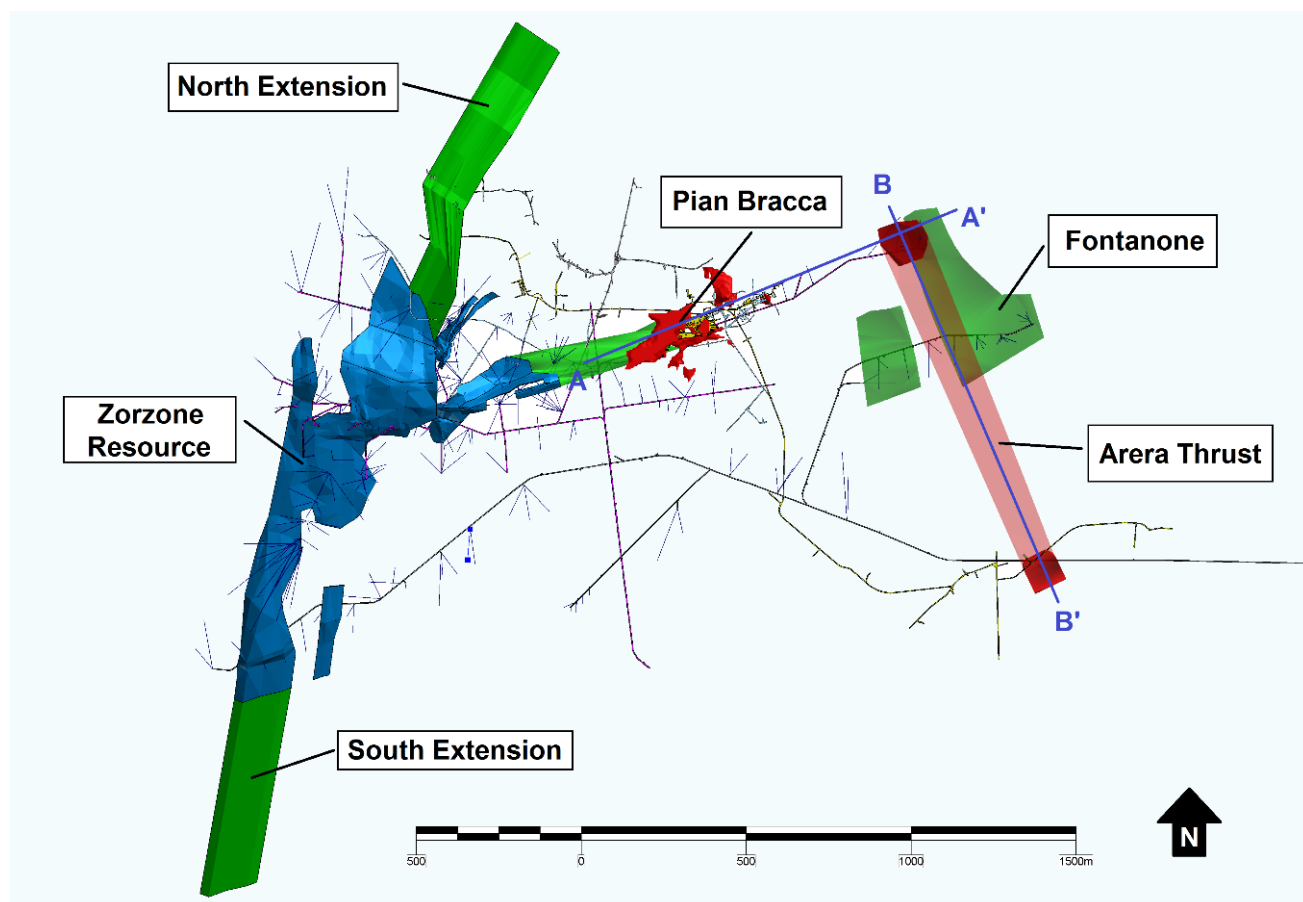 North Extension
Pian Bracca
B
A'
Fontanone
A
Zorzone
Resource
Arera Thrust
B'
South Extension
N
500
0
500
1000
1500m